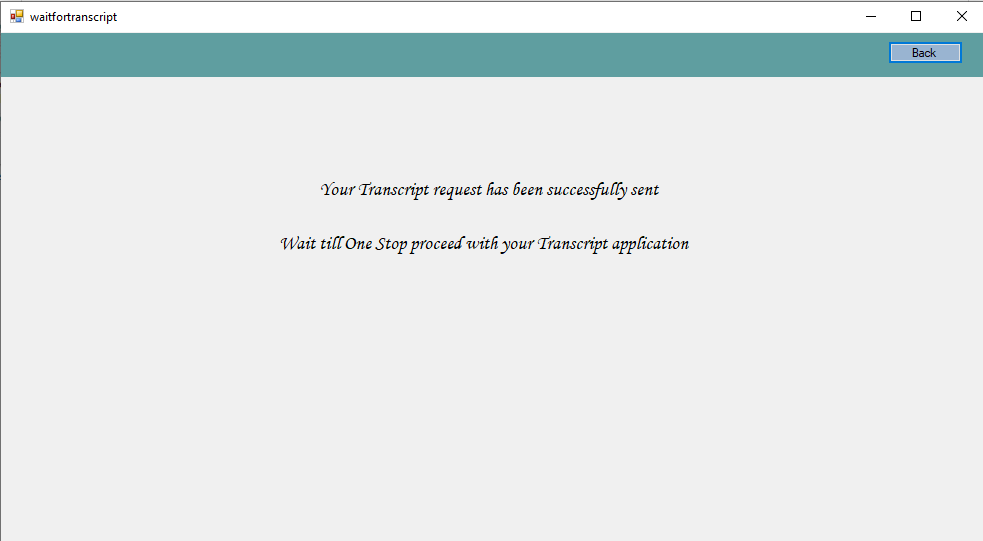 waitfortranscript
Back
Your Transcript request has been successfully sent
Wait till One Stop proceed with your Transcript application